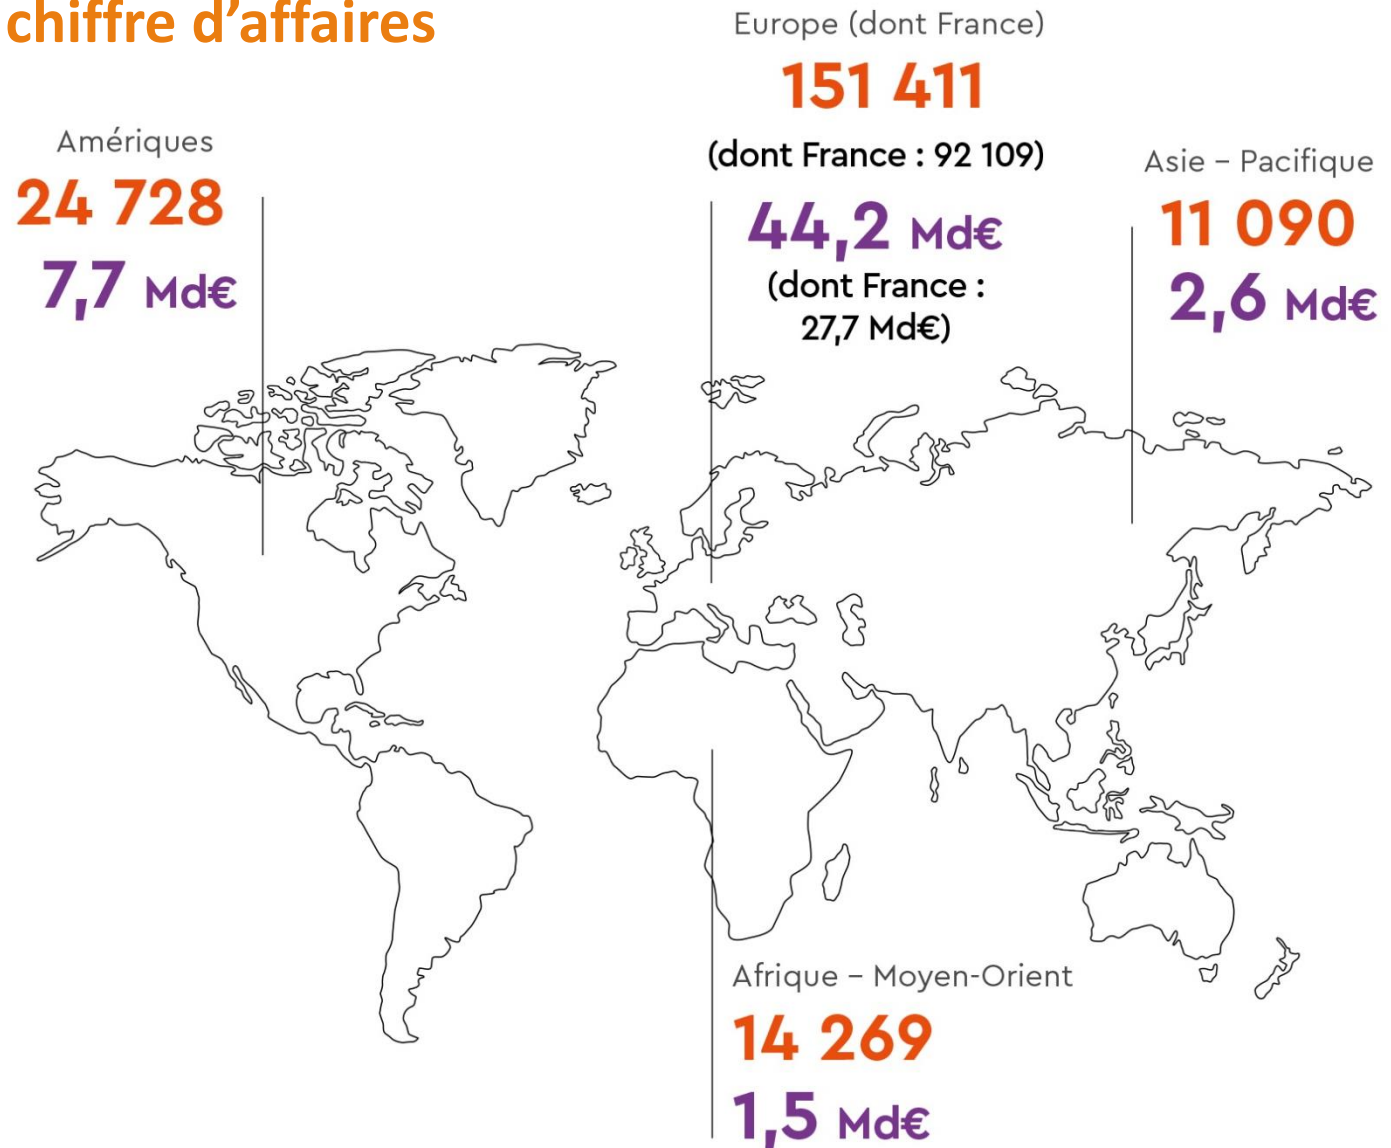 chiffre d’affaires
Europe (dont France)
151 411
(dont France : 92 109)
44,2 Md€
(dont France :
27,7 Md€)
Amériques
24 728
7,7 Md€
Asie – Pacifique
11 090
2,6 Md€
Afrique – Moyen-Orient
14 269
1,5 Md€